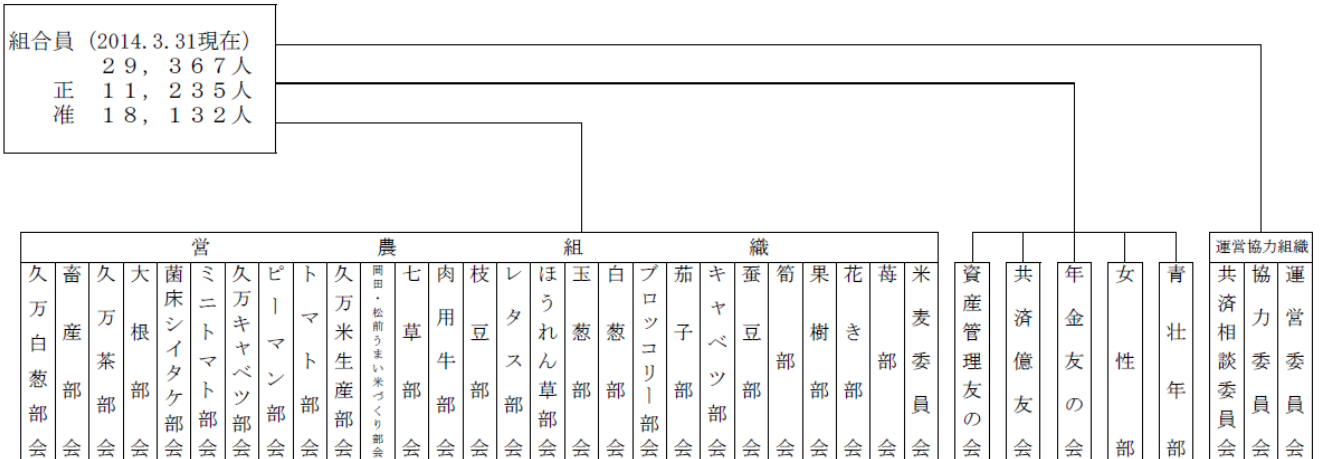 組合員（2014.3.31現在）
２９，３６７人
正　１１，２３５人
准　１８，１３２人
営農組織
久万白葱部会
畜産部会
久万茶部会
大根部会
菌床シイタケ部会
ミニトマト部会
久万キャベツ部会
ピーマン部会
トマト部会
久万米生産部会
岡田・松前うまい米づくり部会
七草部会
肉用牛部会
枝豆部会
レタス部会
ほうれん草部会
玉葱部会
白葱部会
ブロッコリー部会
茄子部会
キャベツ部会
蚕豆部会
筍部会
果樹部会
花き部会
苺部会
米麦委員会
資産管理友の会
共済億友会
年金友の会
女性部
青壮年部
運営協力組織
共済相談委員会
協力委員会
運営委員会